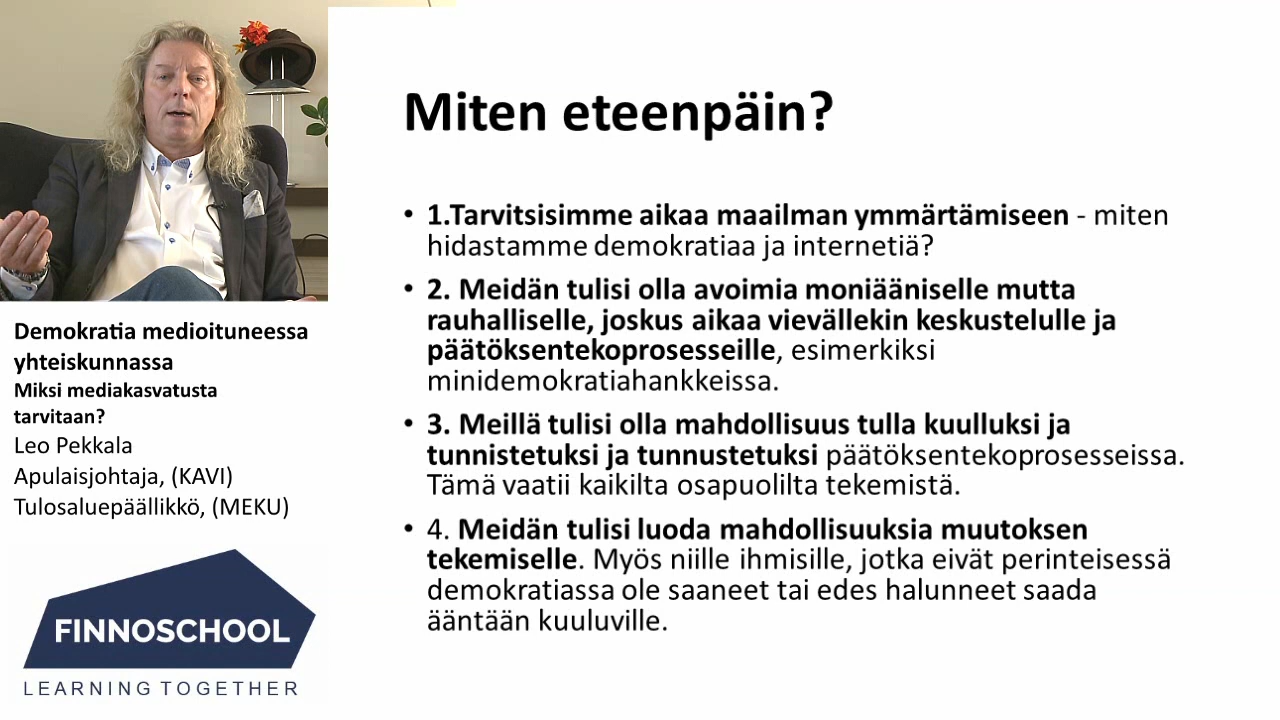 Miten eteenpäin?
• 1.Tarvitsisimme aikaa maailman ymmärtämiseen - miten
hidastamme demokratiaa ja internetiä?
• 2. Meidän tulisi olla avoimia moniääniselle mutta
rauhalliselle, joskus aikaa vievällekin keskustelulle ja
päätöksentekoprosesseille, esimerkiksi
minidemokratiahankkeissa.
• 3. Meillä tulisi olla mahdollisuus tulla kuulluksi ja
tunnistetuksi ja tunnustetuksi päätöksentekoprosesseissa.
Tämä vaatii kaikilta osapuolilta tekemistä.
• 4. Meidän tulisi luoda mahdollisuuksia muutoksen
tekemiselle. Myös niille ihmisille, jotka eivät perinteisessä
demokratiassa ole saaneet tai edes halunneet saada
ääntään kuuluville.
Demokratia medioituneessa
yhteiskunnassa
Miksi mediakasvatusta
tarvitaan?
Leo Pekkala
Apulaisjohtaja, (KAVI)
Tulosaluepäällikkö, (MEKU)
FINNOSCHOOL
LEARNING TOGETHER